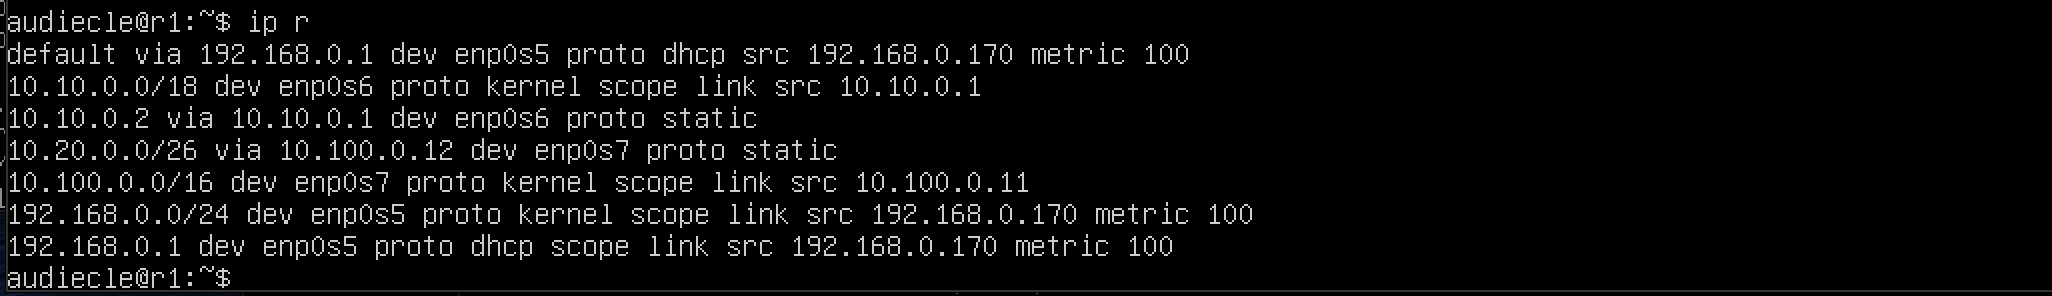 audiecle@r1:~$ ip r
default via 192.168.0.1 dev enp0s5 proto dhcp src 192.168.0.170 metric 100
10.10.0.0/18 dev enp0s6 proto kernel scope link src 10.10.0.1
10.10.0.2 via 10.10.0.1 dev enp0s6 proto static
10.20.0.0/26 via 10.100.0.12 dev enp0s7 proto static
10.100.0.0/16 dev enp0s7 proto kernel scope link src 10.100.0.11
192.168.0.0/24 dev enp0s5 proto kernel scope link src 192.168.0.170 metric 100
192.168.0.1 dev enp0s5 proto dhcp scope link src 192.168.0.170 metric 100
audiecle@r1:~$